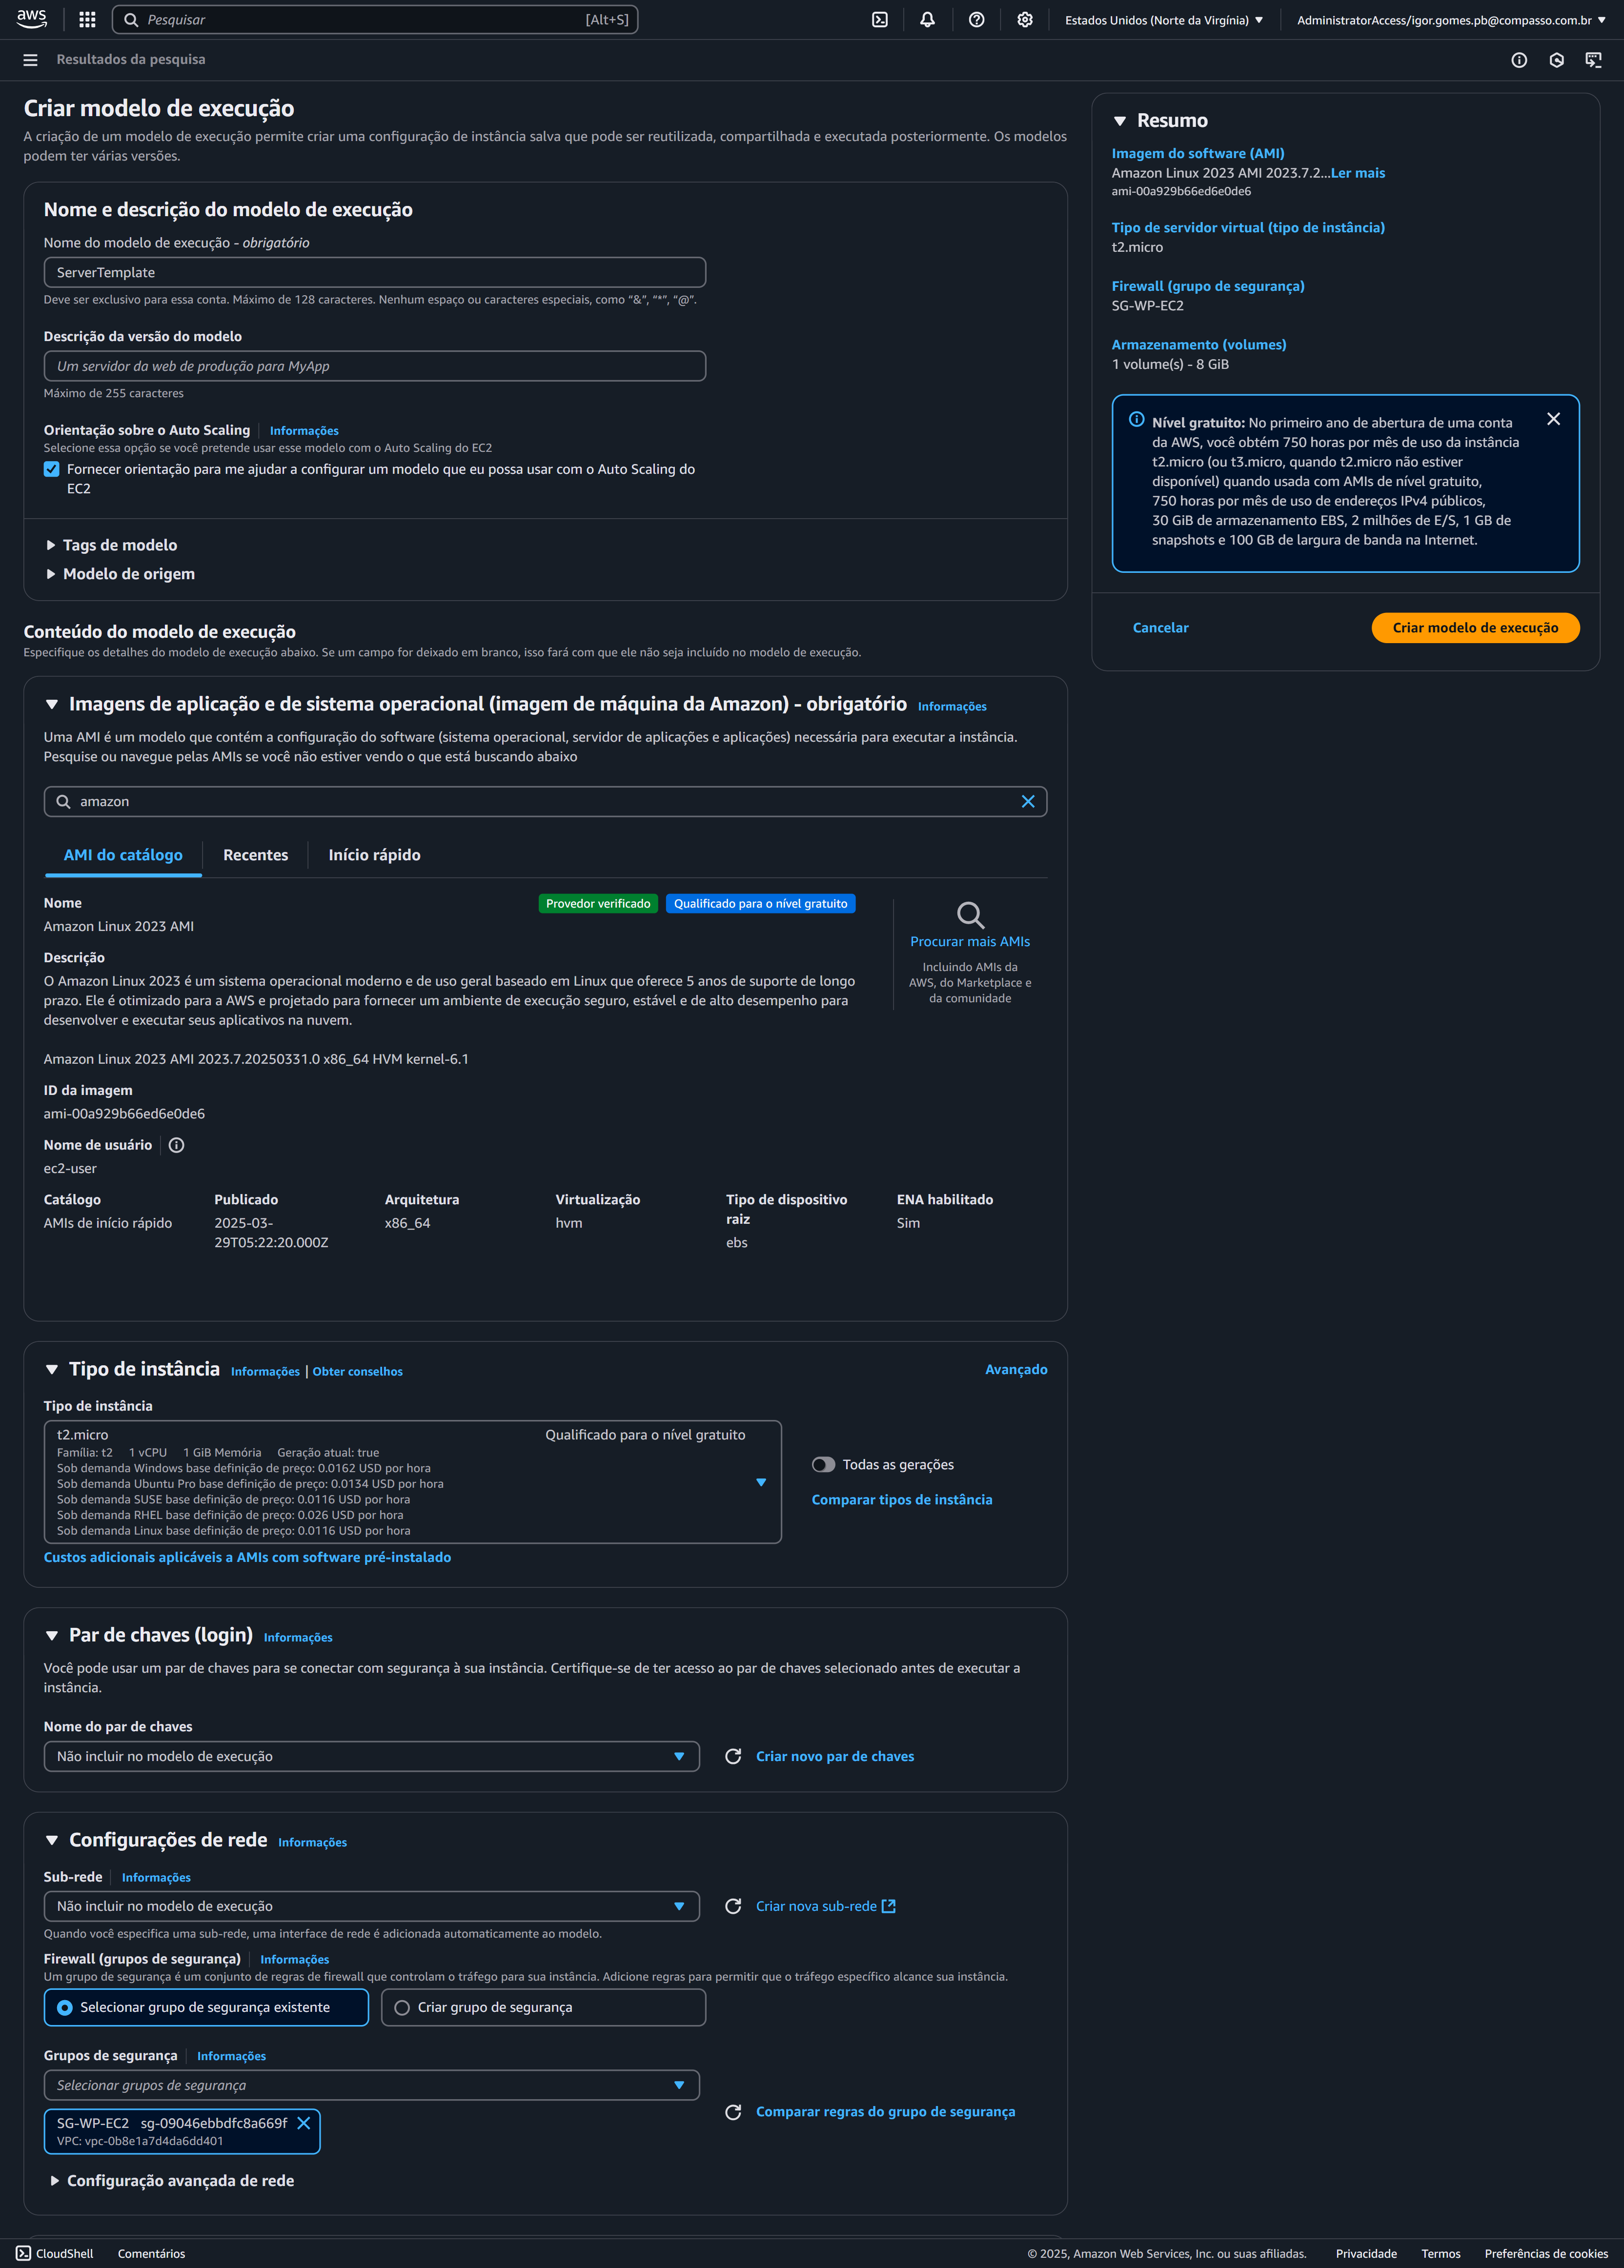 aws
Pesquisar
[Alt+S]
Estados Unidos (Norte da Virgínia)
AdministratorAccess/igor.gomes.pb@compasso.com.br
Resultados da pesquisa
Criar modelo de execução
A criação de um modelo de execução permite criar uma configuração de instância salva que pode ser reutilizada, compartilhada e executada posteriormente. Os modelos
podem ter várias versões.
Nome e descrição do modelo de execução
Nome do modelo de execução - obrigatório
ServerTemplate
Deve ser exclusivo para essa conta. Máximo de 128 caracteres. Nenhum espaço ou caracteres especiais, como “&”, “*”, “@”.
Descrição da versão do modelo
Um servidor da web de produção para MyApp
Máximo de 255 caracteres
Orientação sobre o Auto Scaling
Informações
Selecione essa opção se você pretende usar esse modelo com o Auto Scaling do EC2
Fornecer orientação para me ajudar a configurar um modelo que eu possa usar com o Auto Scaling do
EC2
Tags de modelo
Modelo de origem
Conteúdo do modelo de execução
Especifique os detalhes do modelo de execução abaixo. Se um campo for deixado em branco, isso fará com que ele não seja incluído no modelo de execução.
Imagens de aplicação e de sistema operacional (imagem de máquina da Amazon) - obrigatório
Informações
Uma AMI é um modelo que contém a configuração do software (sistema operacional, servidor de aplicações e aplicações) necessária para executar a instância.
Pesquise ou navegue pelas AMIs se você não estiver vendo o que está buscando abaixo
amazon
AMI do catálogo
Recentes
Início rápido
Nome
Provedor verificado
Qualificado para o nível gratuito
Amazon Linux 2023 AMI
Descrição
O Amazon Linux 2023 é um sistema operacional moderno e de uso geral baseado em Linux que oferece 5 anos de suporte de longo
prazo. Ele é otimizado para a AWS e projetado para fornecer um ambiente de execução seguro, estável e de alto desempenho para
desenvolver e executar seus aplicativos na nuvem.
Amazon Linux 2023 AMI 2023.7.20250331.0 x86_64 HVM kernel-6.1
ID da imagem
ami-00a929b66ed6e0de6
Nome de usuário
ec2-user
Procurar mais AMIs
Incluindo AMIs da
AWS, do Marketplace e
da comunidade
Catálogo
AMIs de início rápido
Publicado
2025-03-
29T05:22:20.000Z
Arquitetura
x86_64
Virtualização
hvm
Tipo de dispositivo
raiz
ebs
ENA habilitado
Sim
Tipo de instância
Informações | Obter conselhos
Avançado
Tipo de instância
t2.micro
Qualificado para o nível gratuito
Família: t2 1 vCPU 1 GiB Memória Geração atual: true
Sob demanda Windows base definição de preço: 0.0162 USD por hora
Sob demanda Ubuntu Pro base definição de preço: 0.0134 USD por hora
Sob demanda SUSE base definição de preço: 0.0116 USD por hora
Sob demanda RHEL base definição de preço: 0.026 USD por hora
Sob demanda Linux base definição de preço: 0.0116 USD por hora
Todas as gerações
Comparar tipos de instância
Custos adicionais aplicáveis a AMIs com software pré-instalado
Par de chaves (login)
Informações
Você pode usar um par de chaves para se conectar com segurança à sua instância. Certifique-se de ter acesso ao par de chaves selecionado antes de executar a
instância.
Nome do par de chaves
Não incluir no modelo de execução
Criar novo par de chaves
Configurações de rede
Informações
Sub-rede
Informações
Não incluir no modelo de execução
Criar nova sub-rede
Quando você especifica uma sub-rede, uma interface de rede é adicionada automaticamente ao modelo.
Firewall (grupos de segurança)
Informações
Um grupo de segurança é um conjunto de regras de firewall que controlam o tráfego para sua instância. Adicione regras para permitir que o tráfego específico alcance sua instância.
Selecionar grupo de segurança existente
Criar grupo de segurança
Grupos de segurança
Informações
Selecionar grupos de segurança
SG-WP-EC2 sg-09046ebbdfc8a669f
VPC: vpc-0b8e1a7d4da6dd401
Comparar regras do grupo de segurança
Configuração avançada de rede
Resumo
Imagem do software (AMI)
Amazon Linux 2023 AMI 2023.7.2...Ler mais
ami-00a929b66ed6e0de6
Tipo de servidor virtual (tipo de instância)
t2.micro
Firewall (grupo de segurança)
SG-WP-EC2
Armazenamento (volumes)
1 volume(s) - 8 GiB
Nível gratuito: No primeiro ano de abertura de uma conta
da AWS, você obtém 750 horas por mês de uso da instância
t2.micro (ou t3.micro, quando t2.micro não estiver
disponível) quando usada com AMIs de nível gratuito,
750 horas por mês de uso de endereços IPv4 públicos,
30 GiB de armazenamento EBS, 2 milhões de E/S, 1 GB de
snapshots e 100 GB de largura de banda na Internet.
Cancelar
Criar modelo de execução
CloudShell
Comentários
© 2025, Amazon Web Services, Inc. ou suas afiliadas.
Privacidade
Termos
Preferências de cookies